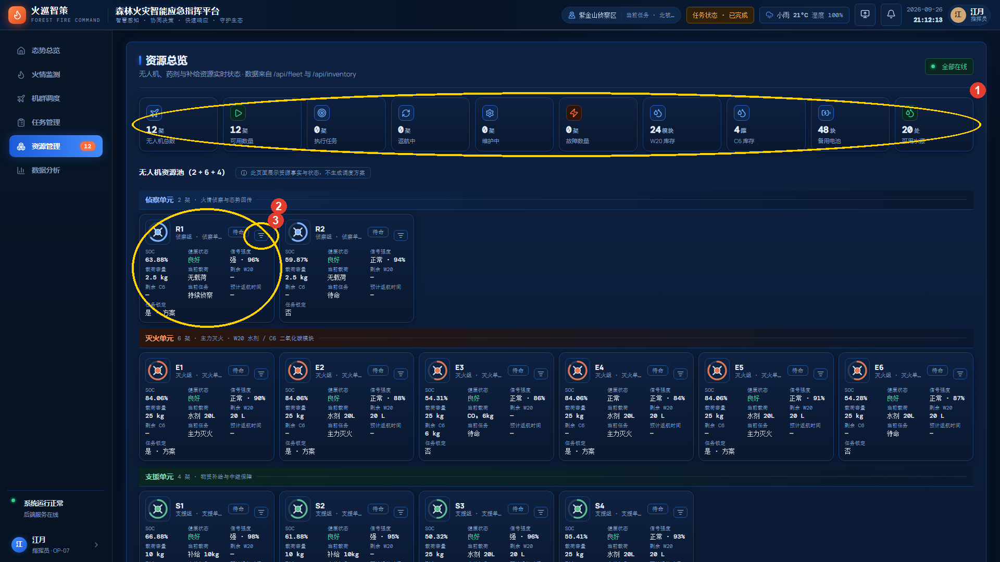 火巡智策
FOREST FIRE COMMAND
森林火灾智能应急指挥平台
智慧感知 · 协同决策 · 快速响应 · 守护生态
紫金山侦察区 当前任务 · 北坡…
任务状态 · 已完成
小雨 21°C 湿度 100%
2026-09-26
21:12:13
江
江月
指挥员
态势总览
火情监测
机群调度
任务管理
资源管理 12
数据分析
系统运行正常
后端服务在线
江
江月
指挥员 · OP-07
资源总览
无人机、药剂与补给资源实时状态 · 数据来自 /api/fleet 与 /api/inventory
全部在线
1
12 架
无人机总数
12 架
可用数量
0 架
执行任务
0 架
返航中
0 架
维护中
0 架
故障数量
24 模块
W20 库存
4 罐
C6 库存
48 块
备用电池
20 处
可用水源
无人机资源池（2 + 6 + 4）
此页面展示资源事实与状态，不生成调度方案
侦察单元 2 架 · 火情侦察与态势回传
2
3
R1
侦察组 · 侦察单…
待命
SOC 健康状态 信号强度
63.88% 良好 强 · 96%
载荷容量 当前载荷 剩余 W20
2.5 kg 无载荷 —
剩余 C6 当前任务 预计返航时间
— 持续侦察 —
任务锁定
是 · 方案
R2
侦察组 · 侦察单…
待命
SOC 健康状态 信号强度
59.87% 良好 正常 · 94%
载荷容量 当前载荷 剩余 W20
2.5 kg 无载荷 —
剩余 C6 当前任务 预计返航时间
— 待命 —
任务锁定
否
灭火单元 6 架 · 主力灭火 · W20 水剂 / C6 二氧化碳模块
E1
灭火组 · 灭火单…
待命
SOC 健康状态 信号强度
84.06% 良好 正常 · 90%
载荷容量 当前载荷 剩余 W20
25 kg 水剂 20L 20 L
剩余 C6 当前任务 预计返航时间
— 主力灭火 —
任务锁定
是 · 方案
E2
灭火组 · 灭火单…
待命
SOC 健康状态 信号强度
84.06% 良好 正常 · 88%
载荷容量 当前载荷 剩余 W20
25 kg 水剂 20L 20 L
剩余 C6 当前任务 预计返航时间
— 主力灭火 —
任务锁定
是 · 方案
E3
灭火组 · 灭火单…
待命
SOC 健康状态 信号强度
54.31% 良好 正常 · 86%
载荷容量 当前载荷 剩余 W20
25 kg CO₂ 6kg —
剩余 C6 当前任务 预计返航时间
6 kg 待命 —
任务锁定
否
E4
灭火组 · 灭火单…
待命
SOC 健康状态 信号强度
84.06% 正常 正常 · 84%
载荷容量 当前载荷 剩余 W20
25 kg 水剂 20L 20 L
剩余 C6 当前任务 预计返航时间
— 主力灭火 —
任务锁定
是 · 方案
E5
灭火组 · 灭火单…
待命
SOC 健康状态 信号强度
84.06% 良好 正常 · 91%
载荷容量 当前载荷 剩余 W20
25 kg 水剂 20L 20 L
剩余 C6 当前任务 预计返航时间
— 主力灭火 —
任务锁定
是 · 方案
E6
灭火组 · 灭火单…
待命
SOC 健康状态 信号强度
54.28% 良好 正常 · 87%
载荷容量 当前载荷 剩余 W20
25 kg 水剂 20L 20 L
剩余 C6 当前任务 预计返航时间
— 待命 —
任务锁定
否
支援单元 4 架 · 物资补给与中继保障
S1
支援组 · 支援单…
待命
SOC 健康状态 信号强度
66.88% 良好 强 · 98%
载荷容量 当前载荷 剩余 W20
10 kg 补给 10kg —
S2
支援组 · 支援单…
待命
SOC 健康状态 信号强度
61.88% 良好 强 · 95%
载荷容量 当前载荷 剩余 W20
10 kg 补给 10kg —
S3
支援组 · 支援单…
待命
SOC 健康状态 信号强度
50.32% 良好 强 · 96%
载荷容量 当前载荷 剩余 W20
25 kg 水剂 20L 20 L
S4
支援组 · 支援单…
待命
SOC 健康状态 信号强度
55.41% 良好 正常 · 93%
载荷容量 当前载荷 剩余 W20
25 kg 水剂 20L 20 L